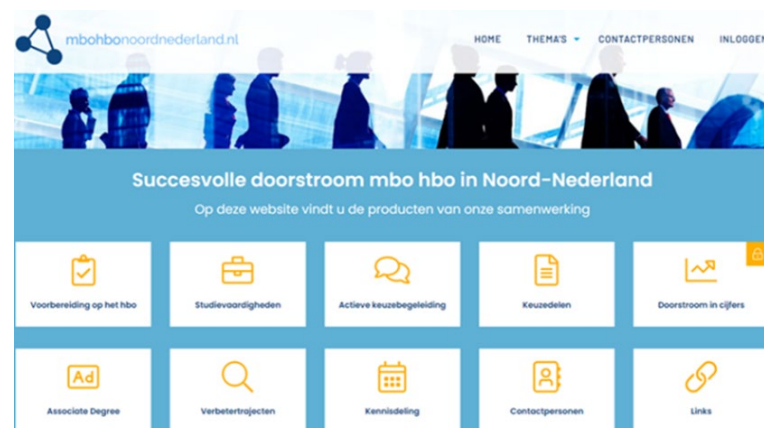 mbohbonoordnederland.nl
HOME THEMA'S CONTACTPERSONEN INLOGGEN
Succesvolle doorstroom mbo hbo in Noord-Nederland
Op deze website vindt u de producten van onze samenwerking
Voorbereiding op het hbo
Studievaardigheden
Actieve keuzebegeleiding
Keuzedelen
Doorstroom in cijfers
Ad
Associate Degree
Verbetertrajecten
Kennisdeling
Contactpersonen
Links